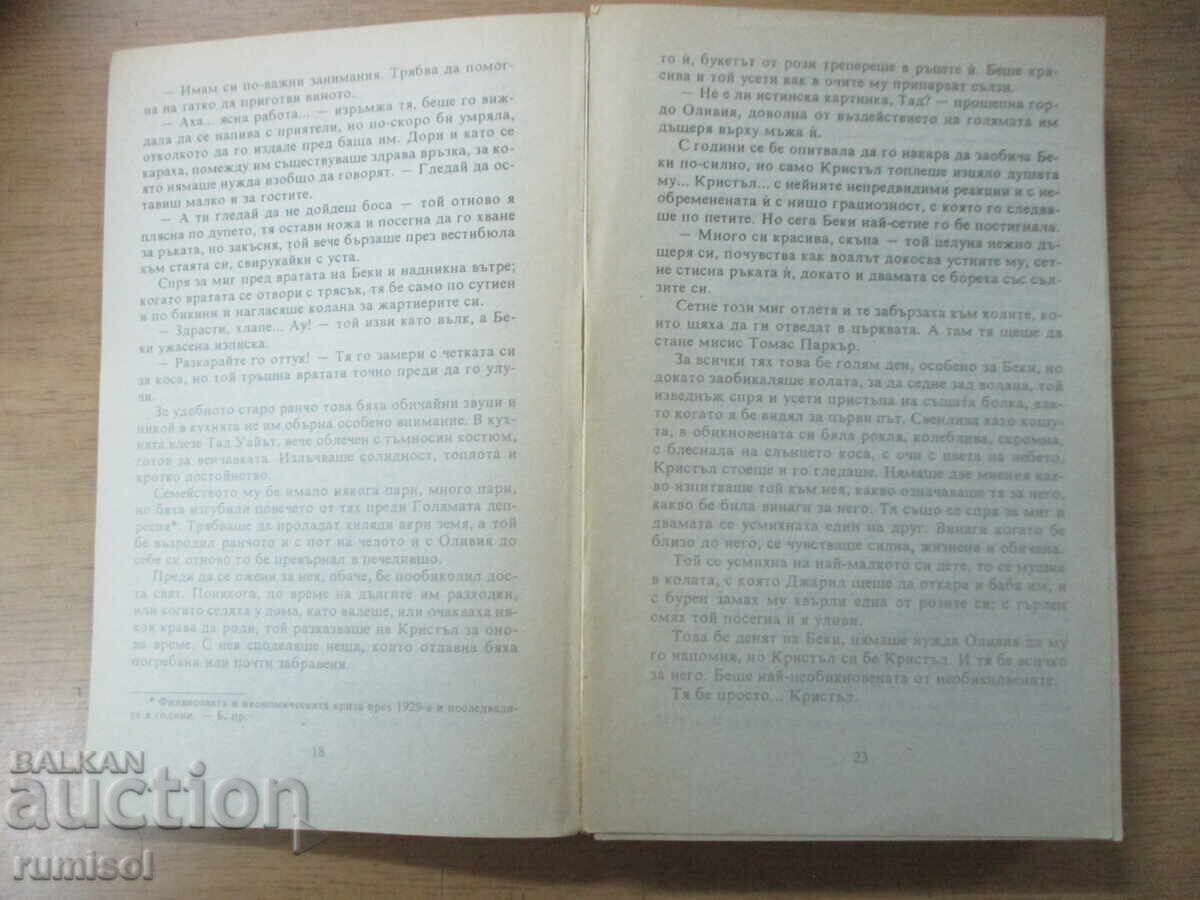 — Имам си по-важни занимания. Трябва да помог-
на на татко да приготви виното.
— Аха... ясна работа... — изръмжа тя, беше го виж-
дала да се напива с приятели, но по-скоро би умряла,
отколкото да го издаде пред баща им. Дори и като се
караха, помежду им съществуваше здрава връзка, за ко-
ято нямаше нужда изобщо да говорят. — Гледай да ос-
тавиш малко и за гостите.
— А ти гледай да не дойдеш боса — той отново я
плясна по дупето, тя остави ножа и посегна да го хване
за ръката, но закъсня, той вече бързаше през вестибюла
към стаята си, свирукайки с уста.
Спря за миг пред вратата на Беки и надникна вътре;
когато вратата се отвори с трясък, тя бе само по сутиен
и по бикини и нагласяше колана за жартиерите си.
— Здрасти, хлапе... Ау! — той изви като вълк, а Бе-
ки ужасена изписка.
— Разкарайте го оттук! — Тя го замери с четката си
за коса, но той тръшна вратата точно преди да го улу-
чи.
За удобното старо ранчо това бяха обичайни звуци и
никой в кухнята не им обърна особено внимание. В кух-
нята влезе Тад Уайът, вече облечен с тъмносин костюм,
готов за венчавката. Излъчваше солидност, топлота и
кротко достойнство.
Семейството му бе имало някога пари, много пари,
но бяха изгубили повечето от тях преди Голямата деп-
ресия*. Трябваше да продадат хиляди акри земя, а той
бе възродил ранчото и с пот на челото и с Оливия до
себе си отново го бе превърнал в печелившо.
Преди да се ожени за нея, обаче, бе пообиколил дос-
та свят. Понякога, по време на дългите им разходки,
или когато седяха у дома, като валеше, или очакваха ня-
коя крава да роди, той разказваше на Кристъл за оно-
ва време. С нея споделяше неща, които отдавна бяха
погребани или почти забравени.
* Финансовата и икономическата криза през 1929-а и последвали-
те я години. — Б. пр.
18
то ѝ, букетът от рози трепереше в ръцете ѝ. Беше кра-
сива и той усети как в очите му припарват сълзи.
— Не е ли истинска картинка, Тад? — прошепна гор-
до Оливия, доволна от въздействието на голямата им
дъщеря върху мъжа ѝ.
С години се бе опитвала да го накара да заобича Бе-
ки по-силно, но само Кристъл топлеше изцяло душата
му... Кристъл... с нейните непредвидими реакции и с не-
обременената ѝ с нищо грациозност, с която го следва-
ше по петите. Но сега Беки най-сетне го бе постигнала.
— Много си красива, скъпа — той целуна нежно дъ-
щеря си, почувства как воалът докосва устните му, сет-
не стисна ръката ѝ, докато и двамата се бореха със съл-
зите си.
Сетне този миг отлетя и те забързаха към колите, ко-
ито щяха да ги отведат в църквата. А там тя щеше да
стане мисис Томас Паркър.
За всички тях това бе голям ден, особено за Беки, но
докато заобикаляше колата, за да седне зад волана, той
изведнъж спря и усети пристъпа на същата болка, как-
то когато я бе видял за първи път. Свенлива като кошу-
та, в обикновената си бяла рокля, колеблива, скромна,
с блеснала на слънцето коса, с очи с цвета на небето,
Кристъл стоеше и го гледаше. Нямаше две мнения как-
во изпитваше той към нея, какво означаваше тя за него,
какво бе била винаги за него. Тя също се спря за миг и
двамата се усмихнаха един на друг. Винаги когато бе
близо до него, се чувстваше силна, жизнена и обичана.
Той се усмихна на най-малкото си дете, то се мушна
в колата, с която Джарид щеше да откара и баба им, и
с бурен замах му хвърли една от розите си; с гърлен
смях той посегна и я улови.
Това бе денят на Беки, нямаше нужда Оливия да му
го напомня, но Кристъл си бе Кристъл. И тя бе всичко
за него. Беше най-необикновената от необикновените.
Тя бе просто... Кристъл.
23
BALKAN
auction
rumisol